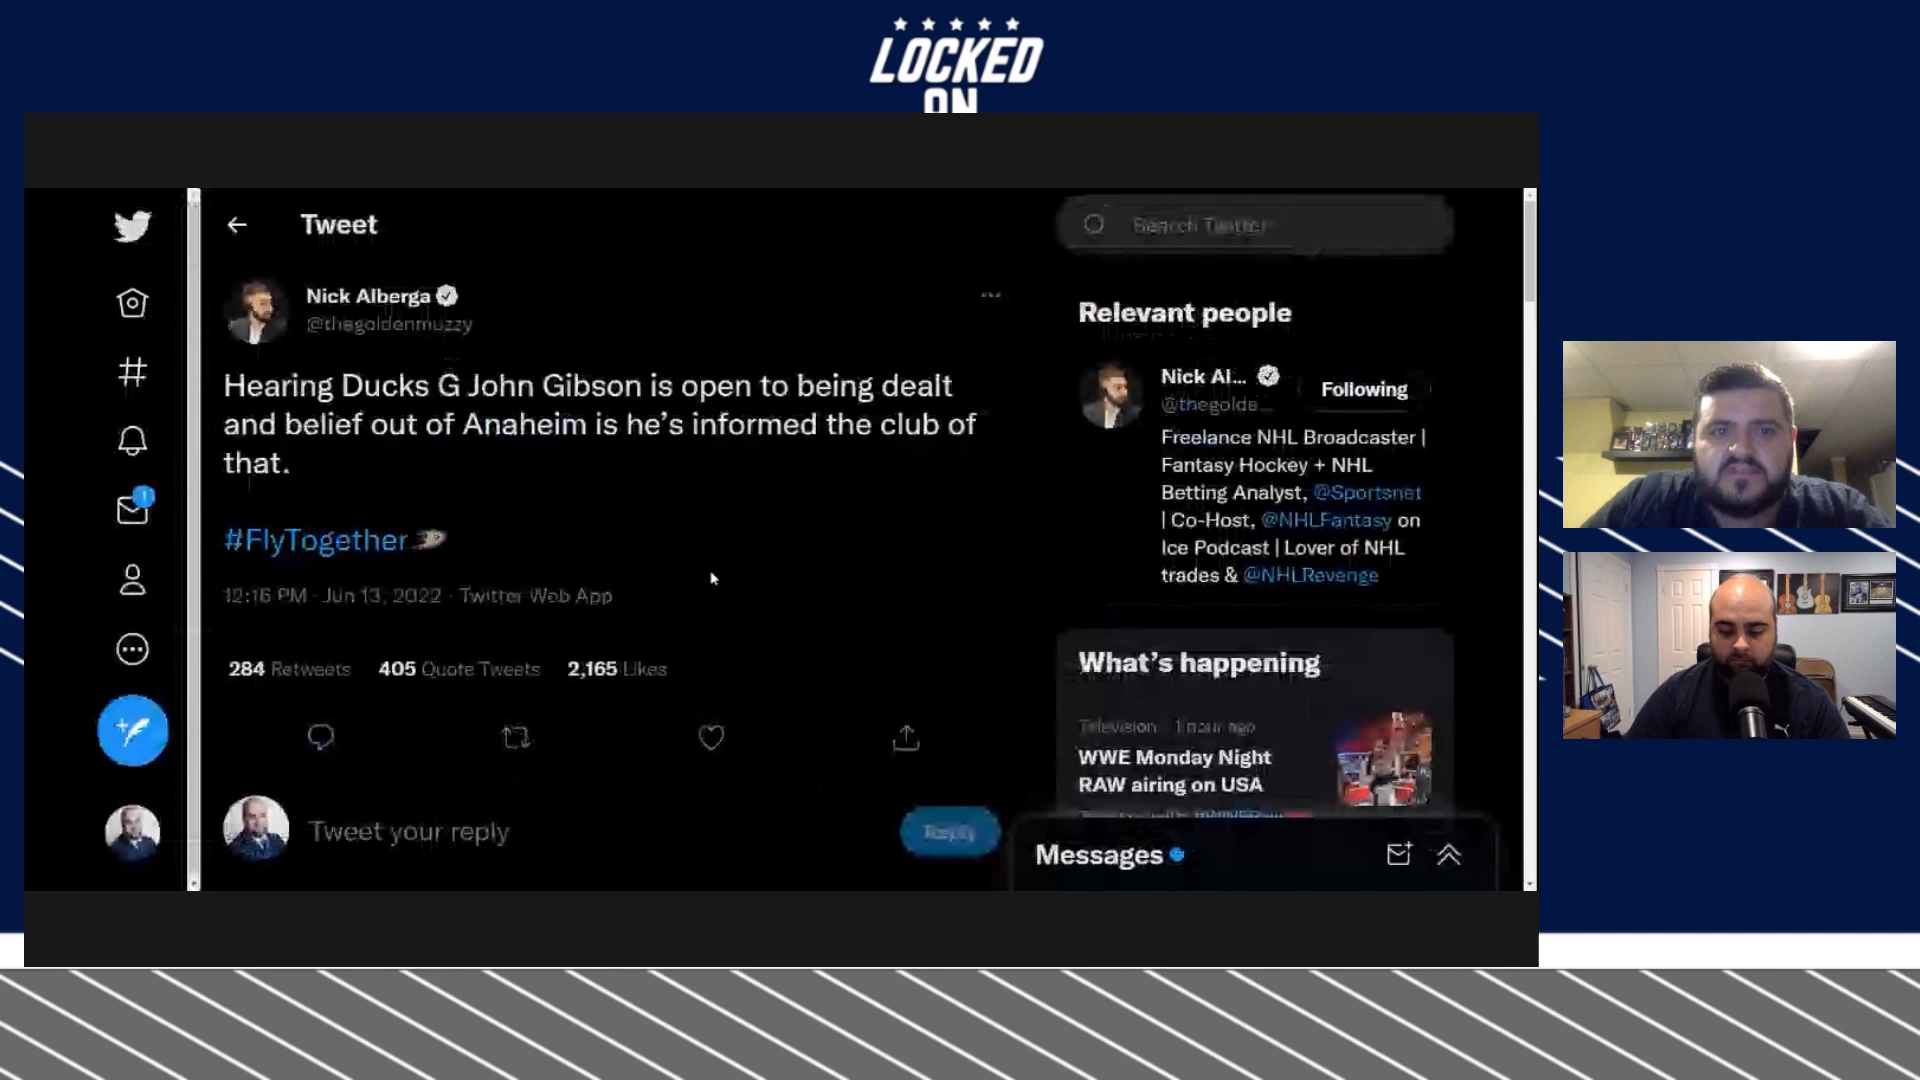 LOCKED
ON
Tweet
Search Twitter
Nick Alberga
@thegoldenmuzzy
Hearing Ducks G John Gibson is open to being dealt
and belief out of Anaheim is he's informed the club of
that.
#FlyTogether
12:16 PM · Jun 13, 2022 · Twitter Web App
284 Retweets 405 Quote Tweets 2,165 Likes
Tweet your reply
Reply
Relevant people
Nick Al...
Following
@thegolde...
Freelance NHL Broadcaster |
Fantasy Hockey + NHL
Betting Analyst, @Sportsnet
| Co-Host, @NHLFantasy on
Ice Podcast | Lover of NHL
trades & @NHLRevenge
What's happening
Television · 1 hour ago
WWE Monday Night
RAW airing on USA
Messages